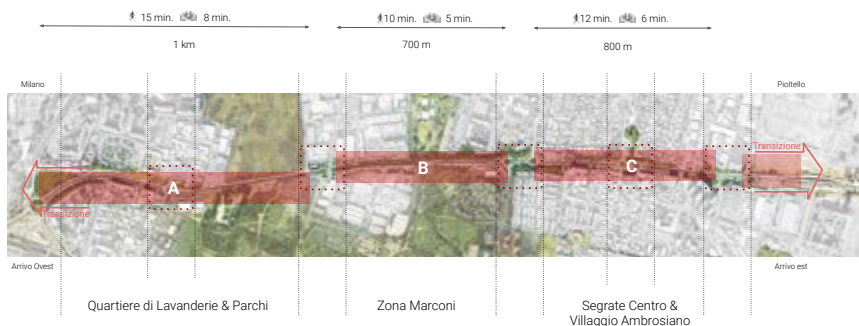 15 min. 8 min.
10 min. 5 min.
12 min. 6 min.
1 km
700 m
800 m
Milano
Pioltello
Transizione
A
B
C
Transizione
Arrivo Ovest
Arrivo est
Quartiere di Lavanderie & Parchi
Zona Marconi
Segrate Centro &
Villaggio Ambrosiano